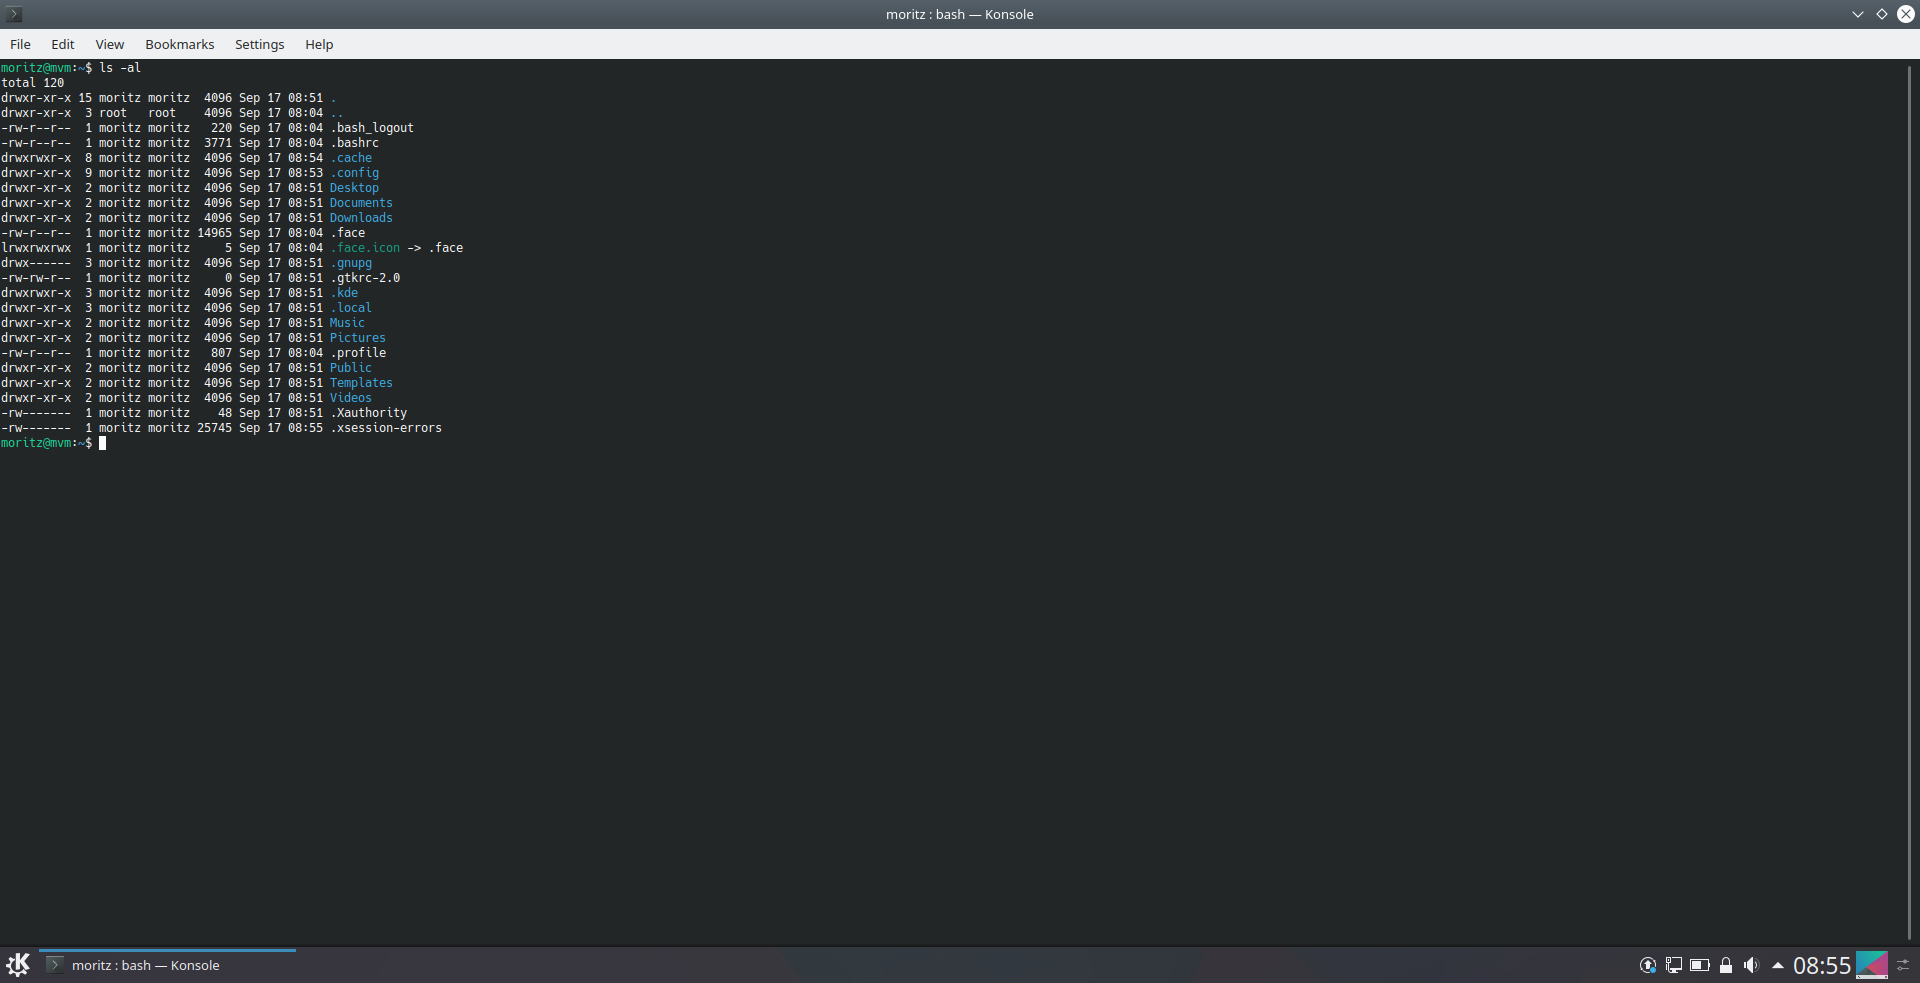 moritz : bash — Konsole
File Edit View Bookmarks Settings Help
moritz@mvm:~$ ls -al
total 120
drwxr-xr-x 15 moritz moritz  4096 Sep 17 08:51 .
drwxr-xr-x  3 root   root    4096 Sep 17 08:04 ..
-rw-r--r--  1 moritz moritz   220 Sep 17 08:04 .bash_logout
-rw-r--r--  1 moritz moritz  3771 Sep 17 08:04 .bashrc
drwxrwxr-x  8 moritz moritz  4096 Sep 17 08:54 .cache
drwxr-xr-x  9 moritz moritz  4096 Sep 17 08:53 .config
drwxr-xr-x  2 moritz moritz  4096 Sep 17 08:51 Desktop
drwxr-xr-x  2 moritz moritz  4096 Sep 17 08:51 Documents
drwxr-xr-x  2 moritz moritz  4096 Sep 17 08:51 Downloads
-rw-r--r--  1 moritz moritz 14965 Sep 17 08:04 .face
lrwxrwxrwx  1 moritz moritz     5 Sep 17 08:04 .face.icon -> .face
drwx------  3 moritz moritz  4096 Sep 17 08:51 .gnupg
-rw-rw-r--  1 moritz moritz     0 Sep 17 08:51 .gtkrc-2.0
drwxrwxr-x  3 moritz moritz  4096 Sep 17 08:51 .kde
drwxr-xr-x  3 moritz moritz  4096 Sep 17 08:51 .local
drwxr-xr-x  2 moritz moritz  4096 Sep 17 08:51 Music
drwxr-xr-x  2 moritz moritz  4096 Sep 17 08:51 Pictures
-rw-r--r--  1 moritz moritz   807 Sep 17 08:04 .profile
drwxr-xr-x  2 moritz moritz  4096 Sep 17 08:51 Public
drwxr-xr-x  2 moritz moritz  4096 Sep 17 08:51 Templates
drwxr-xr-x  2 moritz moritz  4096 Sep 17 08:51 Videos
-rw-------  1 moritz moritz    48 Sep 17 08:51 .Xauthority
-rw-------  1 moritz moritz 25745 Sep 17 08:55 .xsession-errors
moritz@mvm:~$
moritz : bash — Konsole
08:55